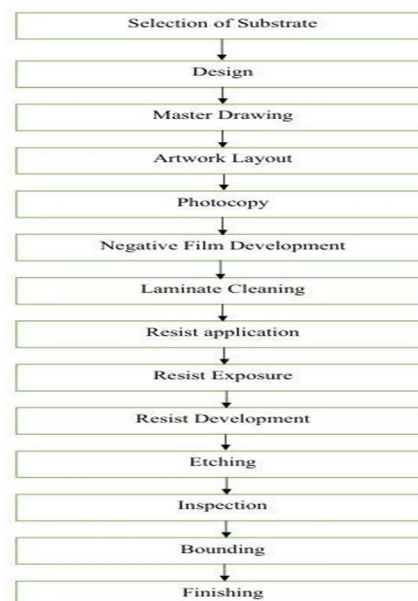 Selection of Substrate
Design
Master Drawing
Artwork Layout
Photocopy
Negative Film Development
Laminate Cleaning
Resist application
Resist Exposure
Resist Development
Etching
Inspection
Bounding
Finishing